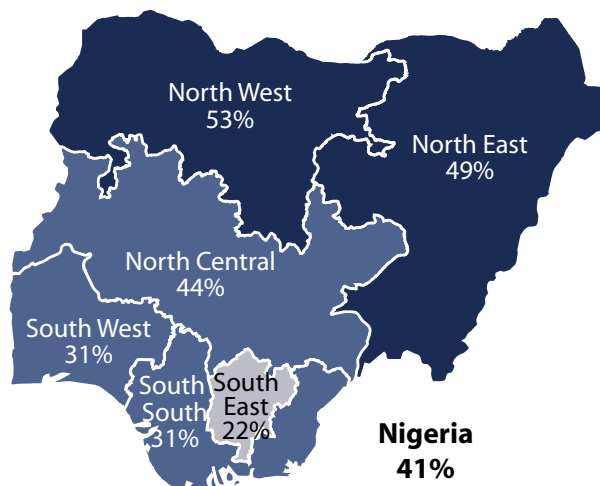 North West
53%
North East
49%
North Central
44%
South West
31%
South
South
31%
South
East
22%
Nigeria
41%